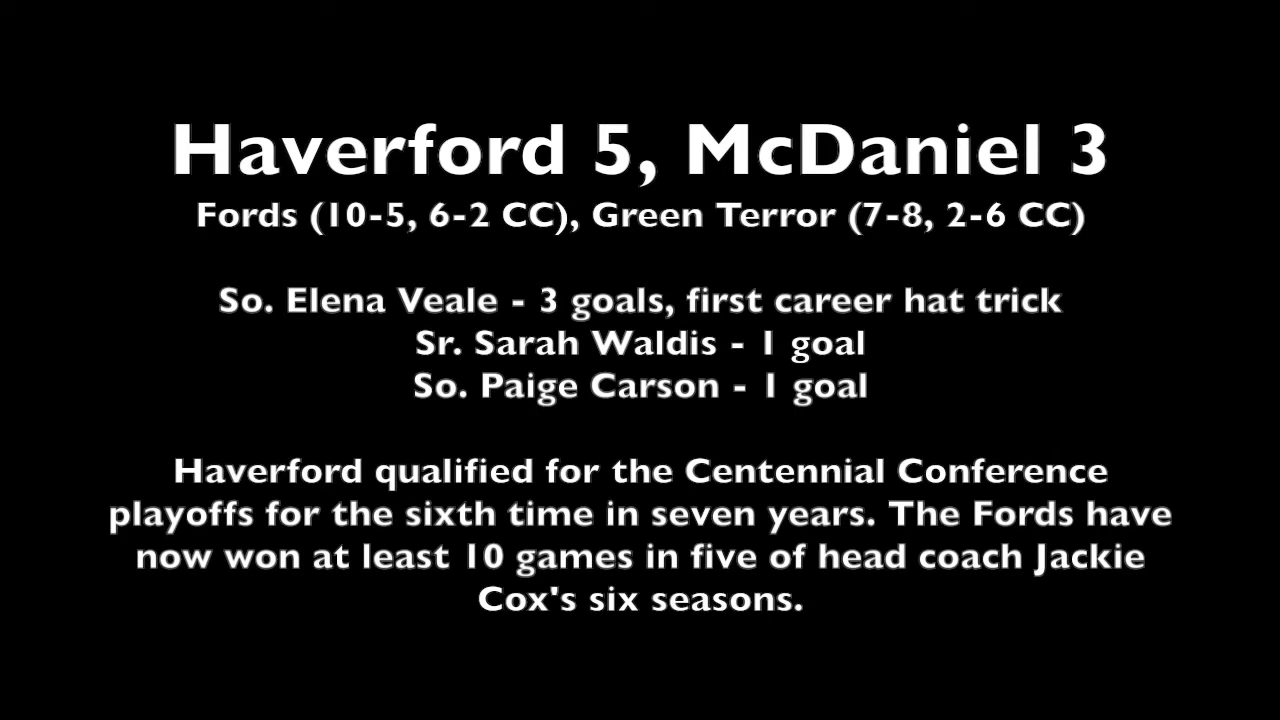 Haverford 5, McDaniel 3
Fords (10-5, 6-2 CC), Green Terror (7-8, 2-6 CC)
So. Elena Veale - 3 goals, first career hat trick
Sr. Sarah Waldis - 1 goal
So. Paige Carson - 1 goal
Haverford qualified for the Centennial Conference
playoffs for the sixth time in seven years. The Fords have
now won at least 10 games in five of head coach Jackie
Cox's six seasons.